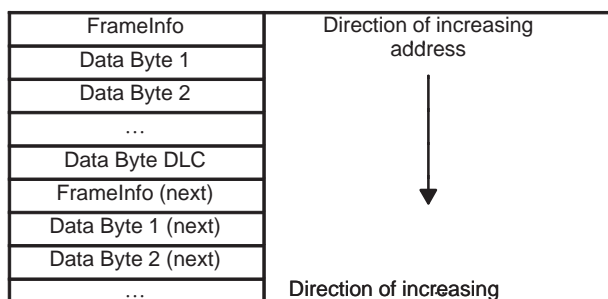 FrameInfo
Direction of increasing
address
Data Byte 1
Data Byte 2
…
Data Byte DLC
FrameInfo (next)
Data Byte 1 (next)
Data Byte 2 (next)
…
Direction of increasing